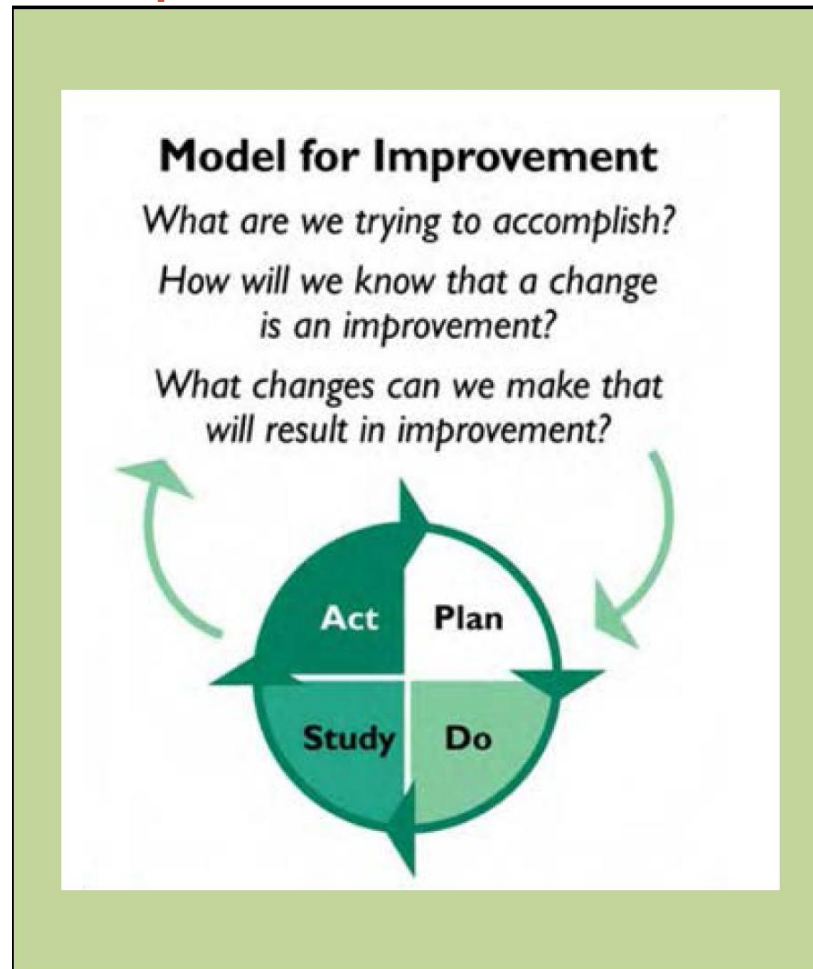 Model for Improvement
What are we trying to accomplish?
How will we know that a change
is an improvement?
What changes can we make that
will result in improvement?
Act
Plan
Study
Do